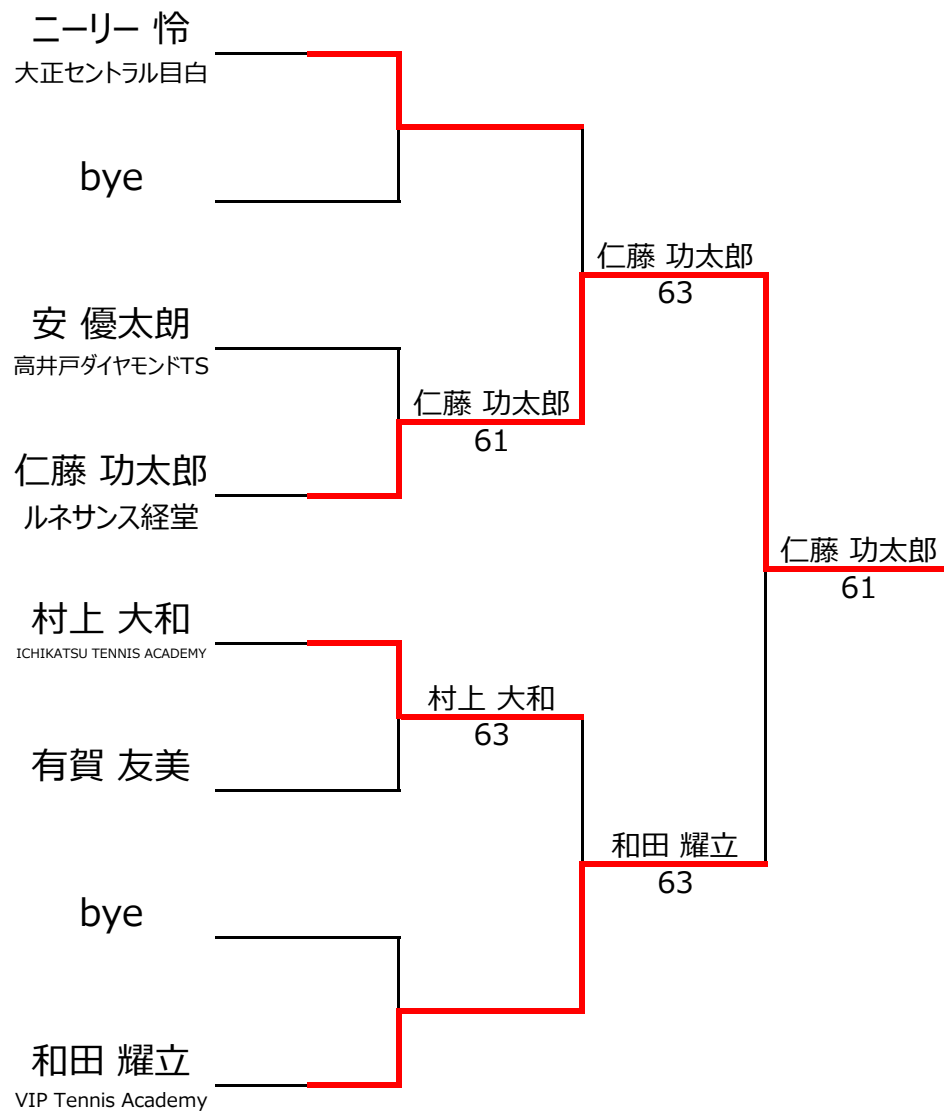 ニーリー 怜
大正セントラル目白
bye
仁藤 功太郎
63
安 優太朗
高井戸ダイヤモンドTS
仁藤 功太郎
61
仁藤 功太郎
ルネサンス経堂
仁藤 功太郎
61
村上 大和
ICHIKATSU TENNIS ACADEMY
村上 大和
63
有賀 友美
和田 耀立
63
bye
和田 耀立
VIP Tennis Academy